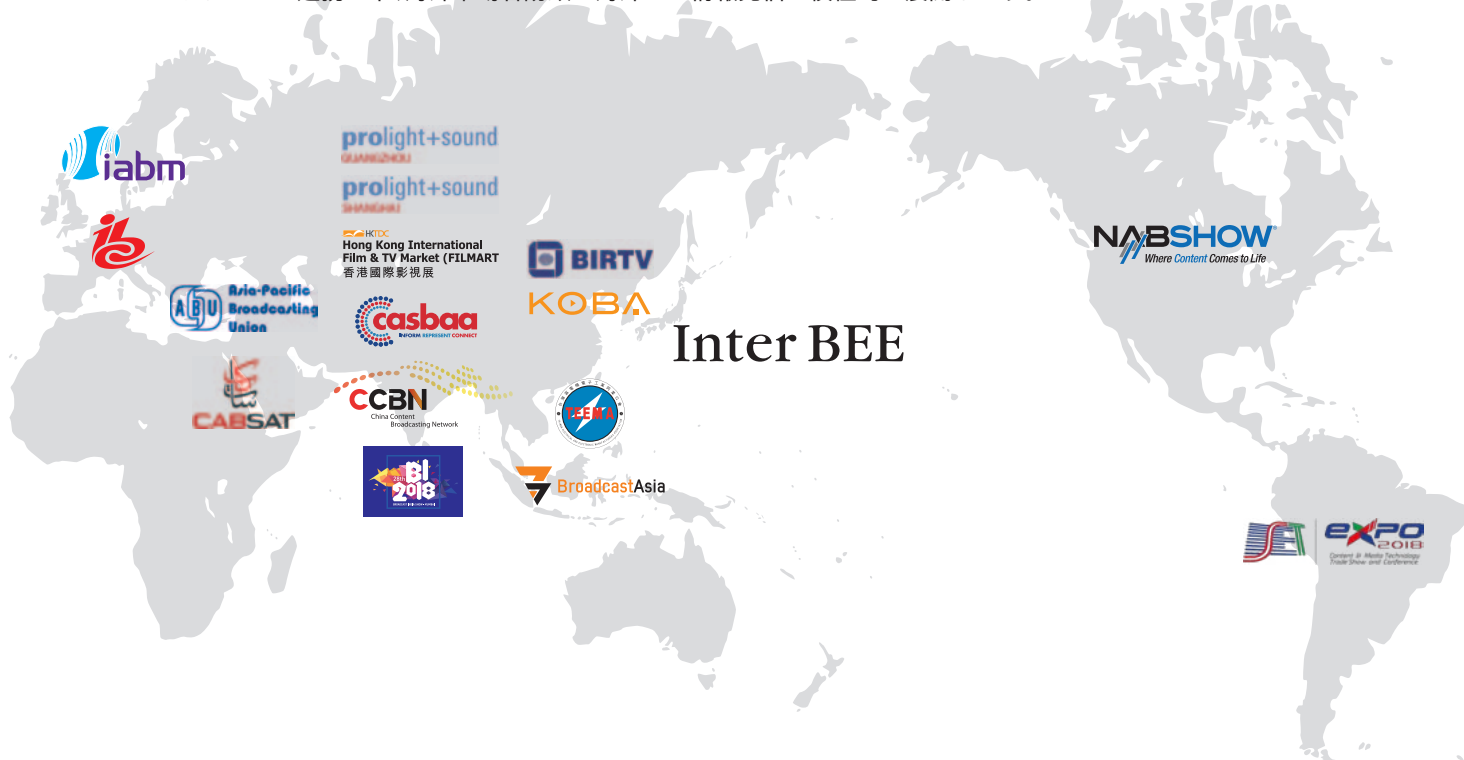 iabm
prolight+sound
GUANGZHOU
prolight+sound
SHANGHAI
HKTDC
Hong Kong International
Film & TV Market (FILMART
香港國際影視展
BIRTV
NABSHOW®
Where Content Comes to Life
ABU
Asia-Pacific
Broadcasting
Union
casbaa
INFORM REPRESENT CONNECT
KOBA
Inter BEE
CABSAT
CCBN
China Content
Broadcasting Network
TEEMA
28th
BI
2018
BroadcastAsia
SET
eXPO
2018
Content & Media Technology
Trade Show and Conference